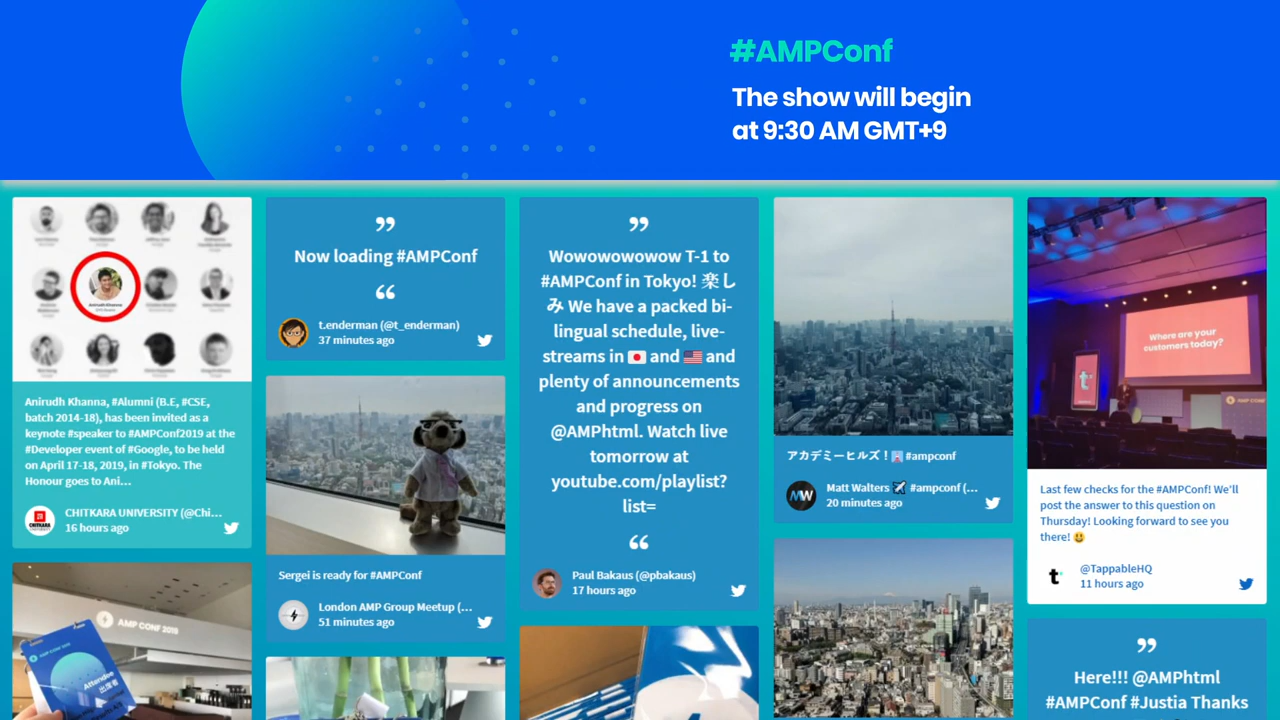 #AMPConf
The show will begin
at 9:30 AM GMT+9
Anirudh Khanna, #Alumni (B.E, #CSE,
batch 2014-18), has been invited as a
keynote #speaker to #AMPConf2019 at the
#Developer event of #Google, to be held
on April 17-18, 2019, in #Tokyo. The
Honour goes to Ani...
CHITKARA UNIVERSITY (@Chi...
16 hours ago
AMP CONF 2019
Attendee
出席者
”
Now loading #AMPConf
“
t.enderman (@t_enderman)
37 minutes ago
Sergei is ready for #AMPConf
London AMP Group Meetup (...
51 minutes ago
”
Wowowowowow T-1 to
#AMPConf in Tokyo! 楽し
み We have a packed bi-
lingual schedule, live-
streams in 🇯🇵 and 🇺🇸 and
plenty of announcements
and progress on
@AMPhtml. Watch live
tomorrow at
youtube.com/playlist?
list=
“
Paul Bakaus (@pbakaus)
17 hours ago
アカデミーヒルズ！🗼#ampconf
Matt Walters ✈️ #ampconf (...
20 minutes ago
Where are your
customers today?
t
AMP CONF
Last few checks for the #AMPConf! We'll
post the answer to this question on
Thursday! Looking forward to see you
there! 😃
@TappableHQ
11 hours ago
”
Here!!! @AMPhtml
#AMPConf #Justia Thanks